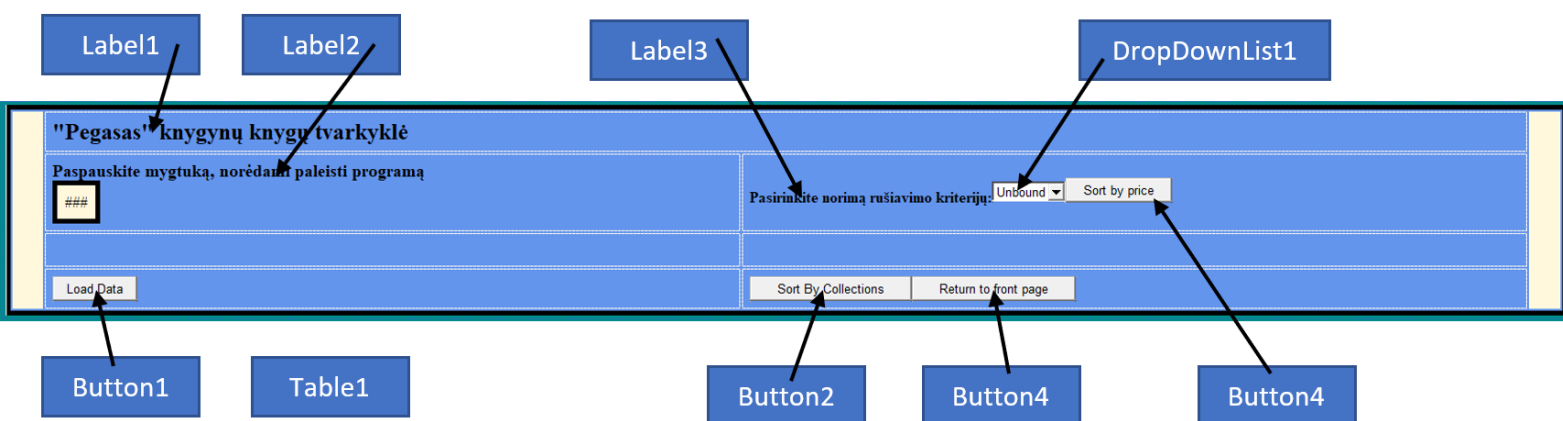 Label1 Label2 Label3 DropDownList1
"Pegasas" knygynų knygų tvarkyklė
Paspauskite mygtuką, norėdami paleisti programą
###
Pasirinkite norimą rušiavimo kriterijų: Unbound Sort by price
Load Data
Sort By Collections Return to front page
Button1 Table1 Button2 Button4 Button4